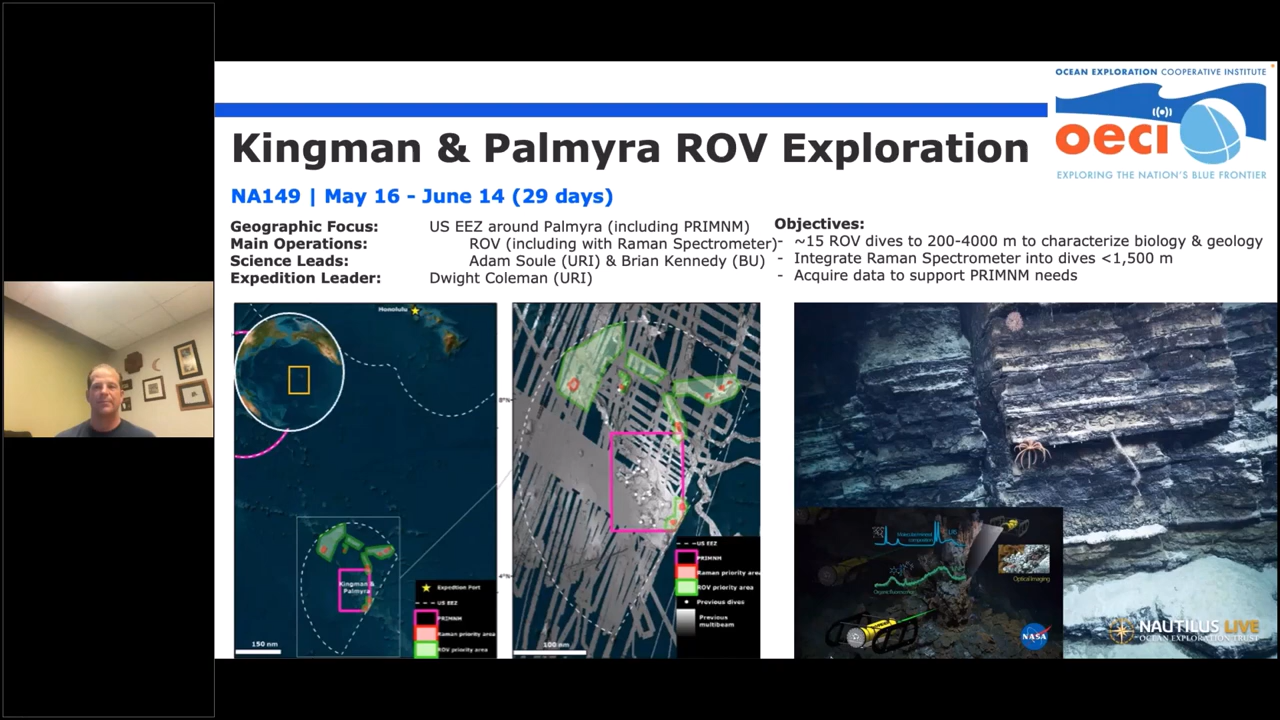 OCEAN EXPLORATION COOPERATIVE INSTITUTE
oeci
EXPLORING THE NATION'S BLUE FRONTIER
Kingman & Palmyra ROV Exploration
NA149 | May 16 - June 14 (29 days)
Geographic Focus: US EEZ around Palmyra (including PRIMNM)
Main Operations: ROV (including with Raman Spectrometer)
Science Leads: Adam Soule (URI) & Brian Kennedy (BU)
Expedition Leader: Dwight Coleman (URI)
Objectives:
- ~15 ROV dives to 200-4000 m to characterize biology & geology
- Integrate Raman Spectrometer into dives <1,500 m
- Acquire data to support PRIMNM needs
Honolulu
Kingman &
Palmyra
Expedition Port
US EEZ
PRIMNM
Raman priority area
ROV priority area
150 nm
8°N
4°N
US EEZ
PRIMNM
Raman priority area
ROV priority area
Previous dives
Previous
multibeam
100 nm
Optical Imaging
NASA
NAUTILUS LIVE
OCEAN EXPLORATION TRUST